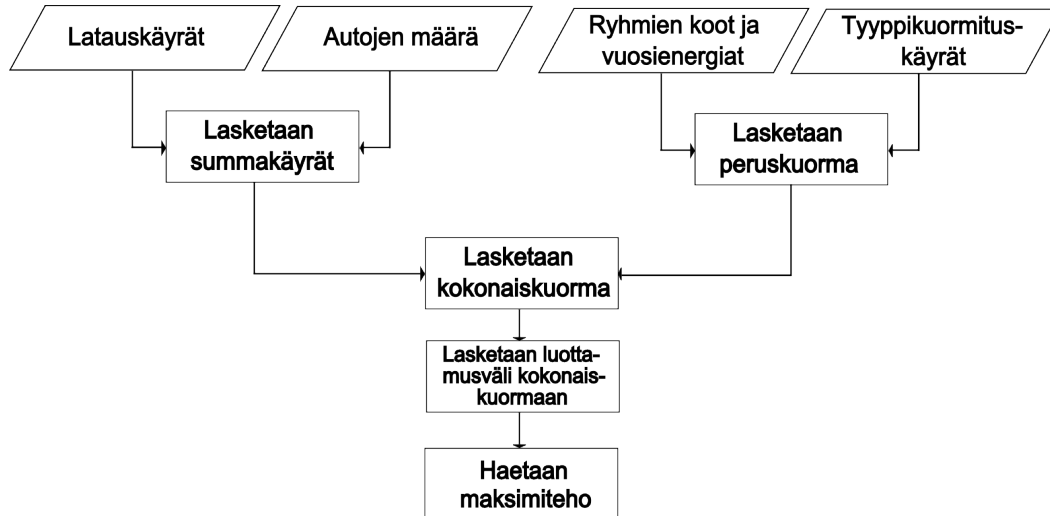 Latauskäyrät
Autojen määrä
Ryhmien koot ja
vuosienergiat
Tyyppikuormitus-
käyrät
Lasketaan
summakäyrät
Lasketaan
peruskuorma
Lasketaan
kokonaiskuorma
Lasketaan luotta-
musväli kokonais-
kuormaan
Haetaan
maksimiteho